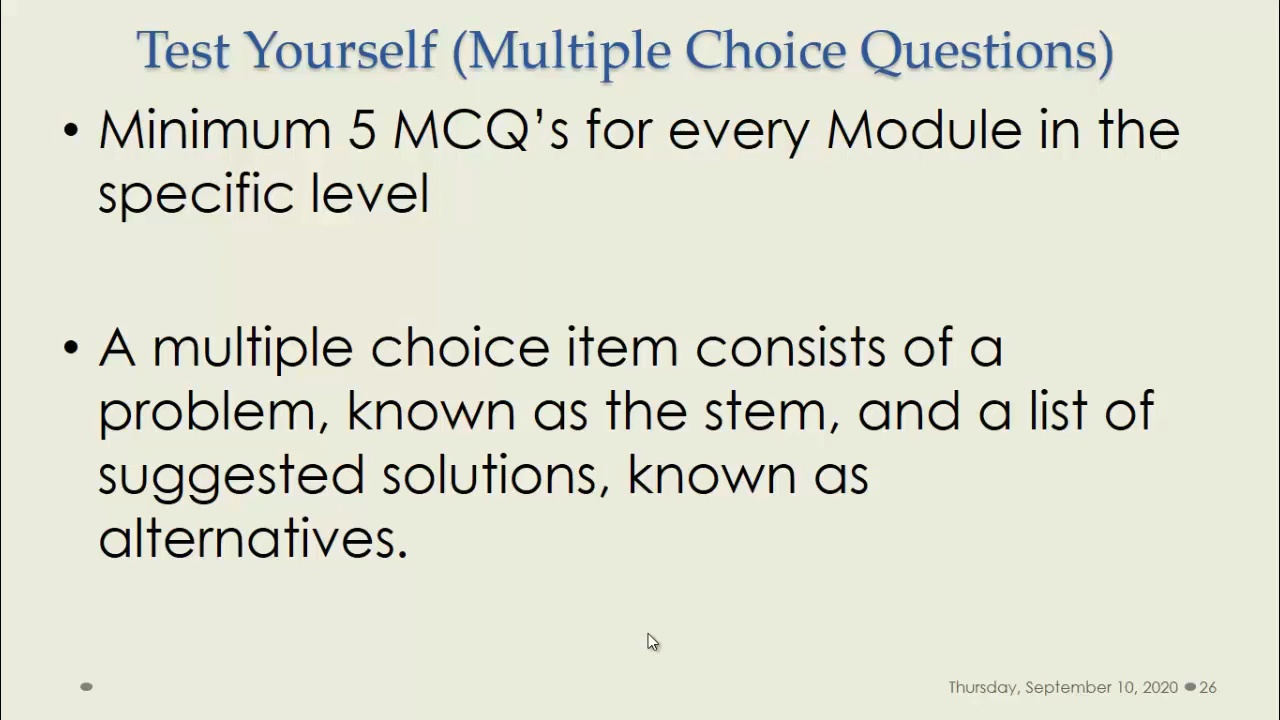 Test Yourself (Multiple Choice Questions)
• Minimum 5 MCQ’s for every Module in the
specific level
• A multiple choice item consists of a
problem, known as the stem, and a list of
suggested solutions, known as
alternatives.
Thursday, September 10, 2020 26